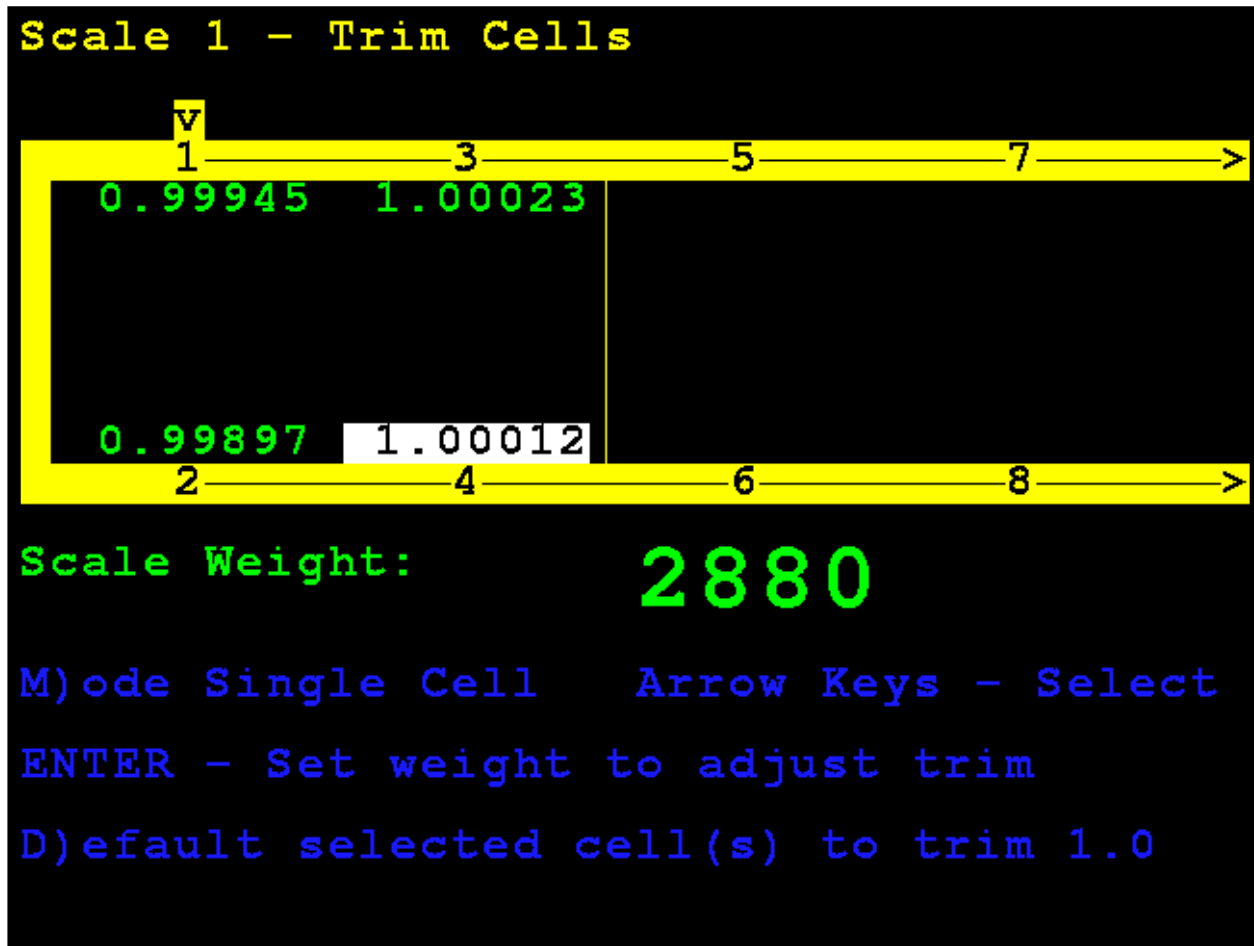 Scale 1 - Trim Cells
v
1 3 5 7 >
0.99945 1.00023
0.99897 1.00012
2 4 6 8 >
Scale Weight: 2880
M)ode Single Cell Arrow Keys - Select
ENTER - Set weight to adjust trim
D)efault selected cell(s) to trim 1.0